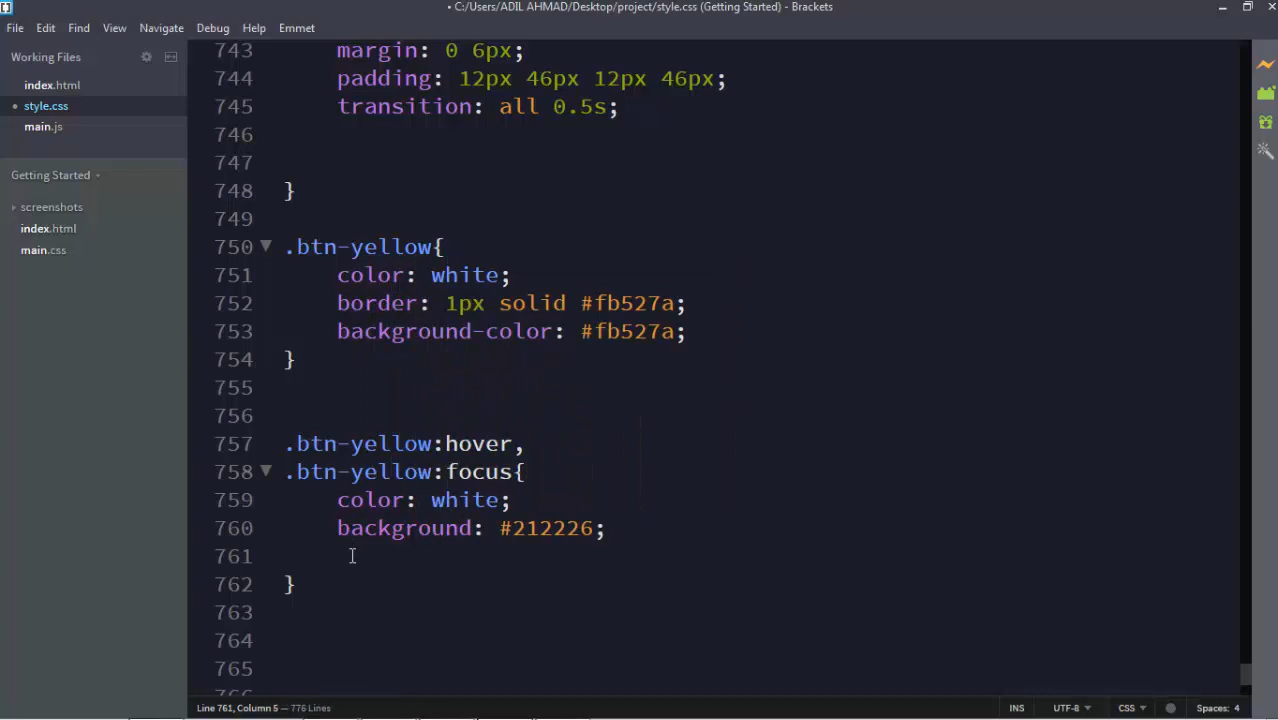 • C:/Users/ADIL AHMAD/Desktop/project/style.css (Getting Started) - Brackets
File Edit Find View Navigate Debug Help Emmet
Working Files
index.html
style.css
main.js
Getting Started
screenshots
index.html
main.css
743 margin: 0 6px;
744 padding: 12px 46px 12px 46px;
745 transition: all 0.5s;
746
747
748 }
749
750 .btn-yellow{
751 color: white;
752 border: 1px solid #fb527a;
753 background-color: #fb527a;
754 }
755
756
757 .btn-yellow:hover,
758 .btn-yellow:focus{
759 color: white;
760 background: #212226;
761
762 }
763
764
765
766
Line 761, Column 5 — 776 Lines
INS UTF-8 CSS Spaces: 4